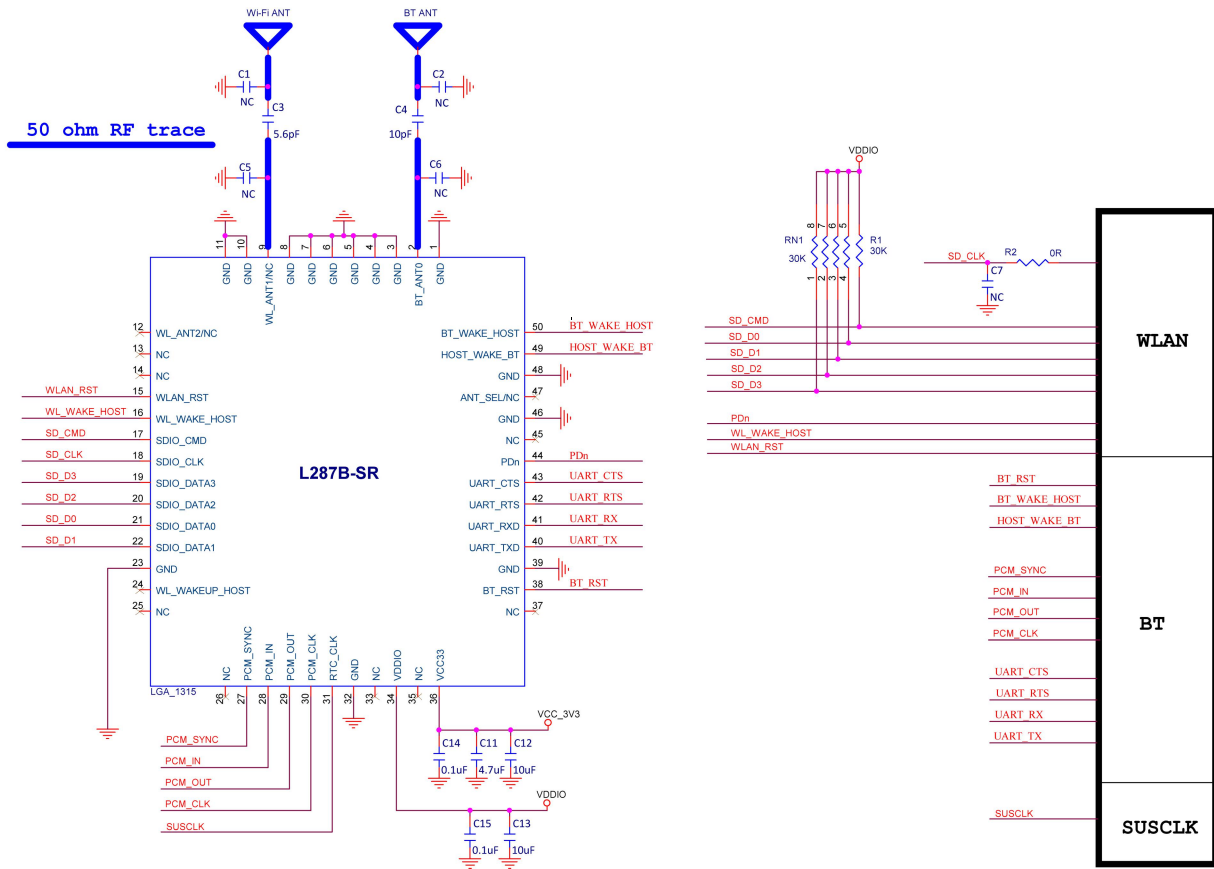 Wi-Fi ANT
BT ANT
C1
NC
C2
NC
C3
5.6pF
C4
10pF
50 ohm RF trace
C5
NC
C6
NC
11
10
9
8
7
6
5
4
3
2
1
GND
GND
WL_ANT1/NC
GND
GND
GND
GND
GND
GND
BT_ANT0
GND
12 WL_ANT2/NC
13 NC
14 NC
WLAN_RST 15 WLAN_RST
WL_WAKE_HOST 16 WL_WAKE_HOST
SD_CMD 17 SDIO_CMD
SD_CLK 18 SDIO_CLK
SD_D3 19 SDIO_DATA3
SD_D2 20 SDIO_DATA2
SD_D0 21 SDIO_DATA0
SD_D1 22 SDIO_DATA1
23 GND
24 WL_WAKEUP_HOST
25 NC
L287B-SR
BT_WAKE_HOST 50 BT_WAKE_HOST
HOST_WAKE_BT 49 HOST_WAKE_BT
GND 48
ANT_SEL/NC 47
GND 46
NC 45
PDn 44 PDn
UART_CTS 43 UART_CTS
UART_RTS 42 UART_RTS
UART_RXD 41 UART_RX
UART_TXD 40 UART_TX
GND 39
BT_RST 38 BT_RST
NC 37
NC
PCM_SYNC
PCM_IN
PCM_OUT
PCM_CLK
RTC_CLK
GND
NC
VDDIO
NC
VCC33
LGA_1315
26
27
28
29
30
31
32
33
34
35
36
PCM_SYNC
PCM_IN
PCM_OUT
PCM_CLK
SUSCLK
VCC_3V3
C14
0.1uF
C11
4.7uF
C12
10uF
VDDIO
C15
0.1uF
C13
10uF
VDDIO
8
7
6
5
RN1
30K
R1
30K
1
2
3
4
SD_CLK
R2
0R
C7
NC
SD_CMD
SD_D0
SD_D1
SD_D2
SD_D3
PDn
WL_WAKE_HOST
WLAN_RST
WLAN
BT_RST
BT_WAKE_HOST
HOST_WAKE_BT
PCM_SYNC
PCM_IN
PCM_OUT
PCM_CLK
BT
UART_CTS
UART_RTS
UART_RX
UART_TX
SUSCLK
SUSCLK